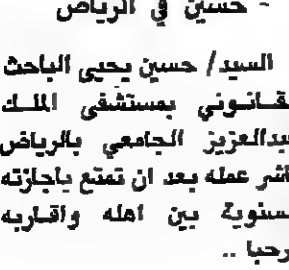 - حسين في الرياض
السيد/ حسين يحيى الباحث
قانوني بمستشفى الملك
عبدالعزيز الجامعي بالرياض
اشر عمله بعد ان تمتع باجازته
سنوية بين اهله واقاربه
رحبا ..